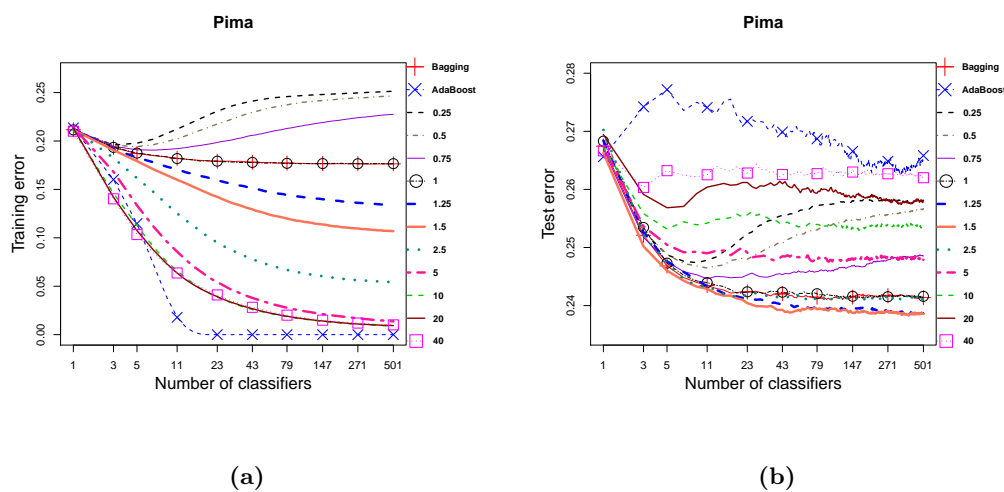 Pima
Training error
0.00
0.05
0.10
0.15
0.20
0.25
1 3 5 11 23 43 79 147 271 501
Number of classifiers
Bagging
AdaBoost
0.25
0.5
0.75
1
1.25
1.5
2.5
5
10
20
40
(a)
Pima
Test error
0.24
0.25
0.26
0.27
0.28
1 3 5 11 23 43 79 147 271 501
Number of classifiers
Bagging
AdaBoost
0.25
0.5
0.75
1
1.25
1.5
2.5
5
10
20
40
(b)